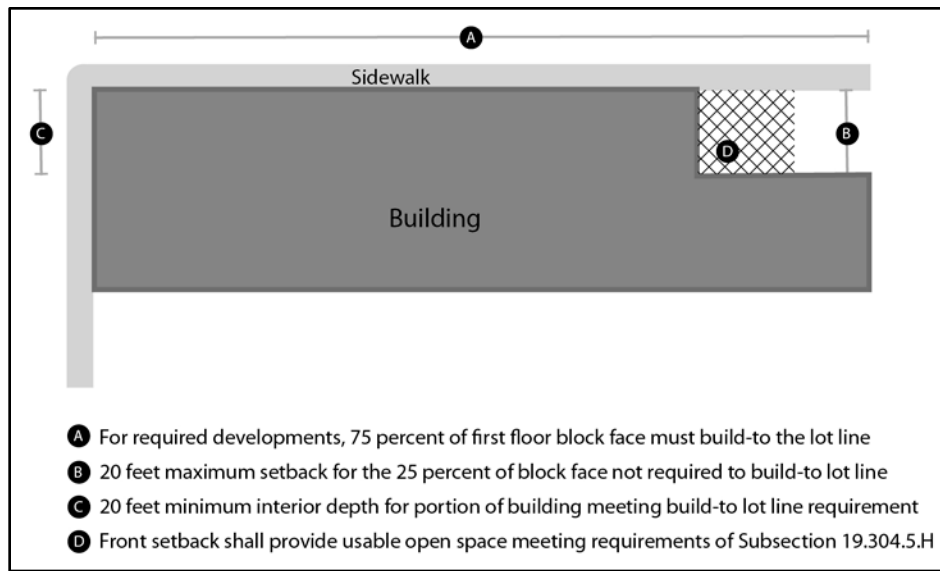 A
Sidewalk
C
B
D
Building
A For required developments, 75 percent of first floor block face must build-to the lot line
B 20 feet maximum setback for the 25 percent of block face not required to build-to lot line
C 20 feet minimum interior depth for portion of building meeting build-to lot line requirement
D Front setback shall provide usable open space meeting requirements of Subsection 19.304.5.H